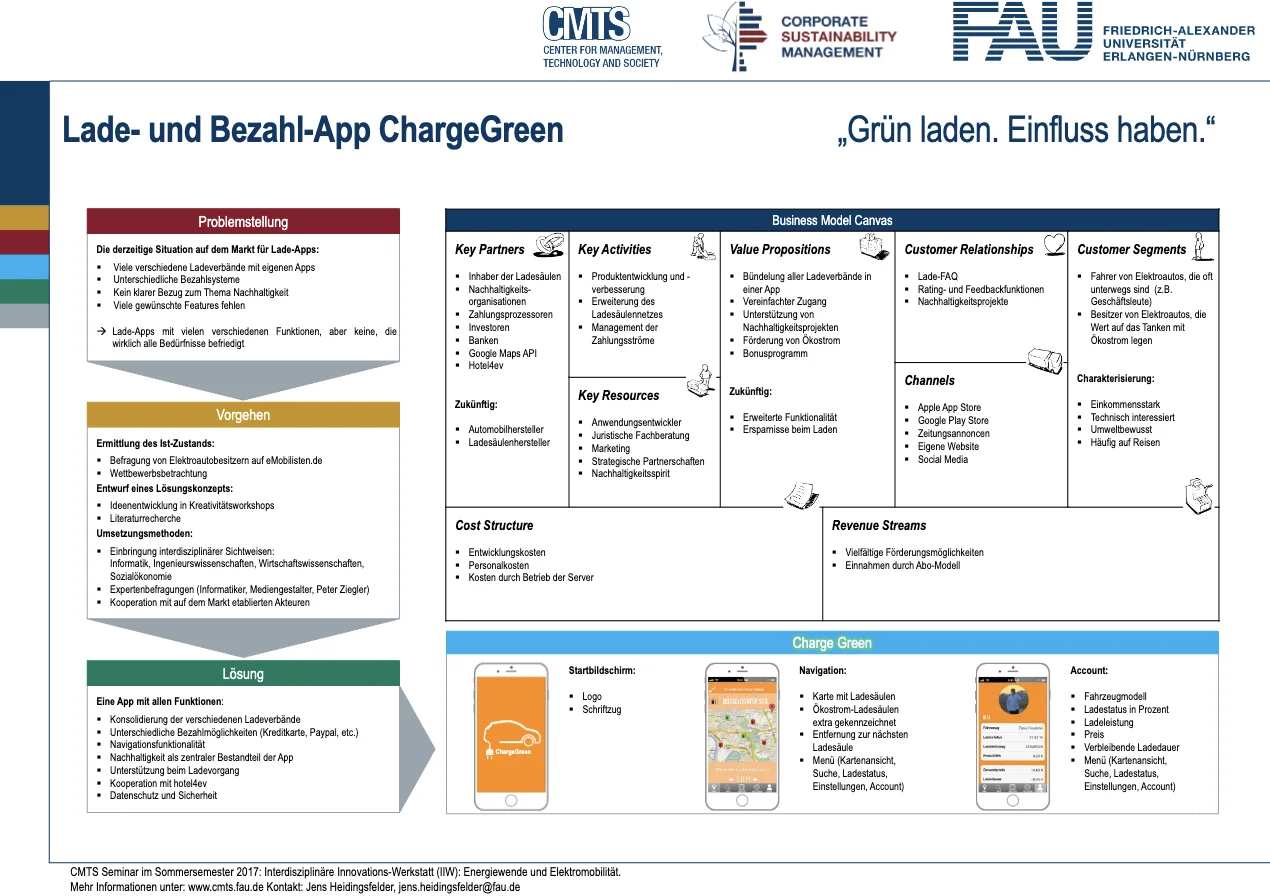 CMTS
CENTER FOR MANAGEMENT,
TECHNOLOGY AND SOCIETY
CORPORATE
SUSTAINABILITY
MANAGEMENT
FAU
FRIEDRICH-ALEXANDER
UNIVERSITÄT
ERLANGEN-NÜRNBERG
Lade- und Bezahl-App ChargeGreen
„Grün laden. Einfluss haben.“
Problemstellung
Die derzeitige Situation auf dem Markt für Lade-Apps:
▪ Viele verschiedene Ladeverbände mit eigenen Apps
▪ Unterschiedliche Bezahlsysteme
▪ Kein klarer Bezug zum Thema Nachhaltigkeit
▪ Viele gewünschte Features fehlen
→ Lade-Apps mit vielen verschiedenen Funktionen, aber keine, die
wirklich alle Bedürfnisse befriedigt
Vorgehen
Ermittlung des Ist-Zustands:
▪ Befragung von Elektroautobesitzern auf eMobilisten.de
▪ Wettbewerbsbetrachtung
Entwurf eines Lösungskonzepts:
▪ Ideenentwicklung in Kreativitätsworkshops
▪ Literaturrecherche
Umsetzungsmethoden:
▪ Einbringung interdisziplinärer Sichtweisen:
Informatik, Ingenieurswissenschaften, Wirtschaftswissenschaften,
Sozialökonomie
▪ Expertenbefragungen (Informatiker, Mediengestalter, Peter Ziegler)
▪ Kooperation mit auf dem Markt etablierten Akteuren
Lösung
Eine App mit allen Funktionen:
▪ Konsolidierung der verschiedenen Ladeverbände
▪ Unterschiedliche Bezahlmöglichkeiten (Kreditkarte, Paypal, etc.)
▪ Navigationsfunktionalität
▪ Nachhaltigkeit als zentraler Bestandteil der App
▪ Unterstützung beim Ladevorgang
▪ Kooperation mit hotel4ev
▪ Datenschutz und Sicherheit
Business Model Canvas
Key Partners
▪ Inhaber der Ladesäulen
▪ Nachhaltigkeits-
organisationen
▪ Zahlungsprozessoren
▪ Investoren
▪ Banken
▪ Google Maps API
▪ Hotel4ev
Zukünftig:
▪ Automobilhersteller
▪ Ladesäulenhersteller
Key Activities
▪ Produktentwicklung und -
verbesserung
▪ Erweiterung des
Ladesäulennetzes
▪ Management der
Zahlungsströme
Key Resources
▪ Anwendungsentwickler
▪ Juristische Fachberatung
▪ Marketing
▪ Strategische Partnerschaften
▪ Nachhaltigkeitsspirit
Value Propositions
▪ Bündelung aller Ladeverbände in
einer App
▪ Vereinfachter Zugang
▪ Unterstützung von
Nachhaltigkeitsprojekten
▪ Förderung von Ökostrom
▪ Bonusprogramm
Zukünftig:
▪ Erweiterte Funktionalität
▪ Ersparnisse beim Laden
Customer Relationships
▪ Lade-FAQ
▪ Rating- und Feedbackfunktionen
▪ Nachhaltigkeitsprojekte
Channels
▪ Apple App Store
▪ Google Play Store
▪ Zeitungsannoncen
▪ Eigene Website
▪ Social Media
Customer Segments
▪ Fahrer von Elektroautos, die oft
unterwegs sind (z.B.
Geschäftsleute)
▪ Besitzer von Elektroautos, die
Wert auf das Tanken mit
Ökostrom legen
Charakterisierung:
▪ Einkommensstark
▪ Technisch interessiert
▪ Umweltbewusst
▪ Häufig auf Reisen
Cost Structure
▪ Entwicklungskosten
▪ Personalkosten
▪ Kosten durch Betrieb der Server
Revenue Streams
▪ Vielfältige Förderungsmöglichkeiten
▪ Einnahmen durch Abo-Modell
Charge Green
ChargeGreen
Startbildschirm:
▪ Logo
▪ Schriftzug
DÜSSELDORFER STR.
Navigation:
▪ Karte mit Ladesäulen
▪ Ökostrom-Ladesäulen
extra gekennzeichnet
▪ Entfernung zur nächsten
Ladesäule
▪ Menü (Kartenansicht,
Suche, Ladestatus,
Einstellungen, Account)
Fahrzeug
Ladestatus
Ladeleistung
Gesamtpreis
Ladedauer
Account:
▪ Fahrzeugmodell
▪ Ladestatus in Prozent
▪ Ladeleistung
▪ Preis
▪ Verbleibende Ladedauer
▪ Menü (Kartenansicht,
Suche, Ladestatus,
Einstellungen, Account)
CMTS Seminar im Sommersemester 2017: Interdisziplinäre Innovations-Werkstatt (IIW): Energiewende und Elektromobilität.
Mehr Informationen unter: www.cmts.fau.de Kontakt: Jens Heidingsfelder, jens.heidingsfelder@fau.de